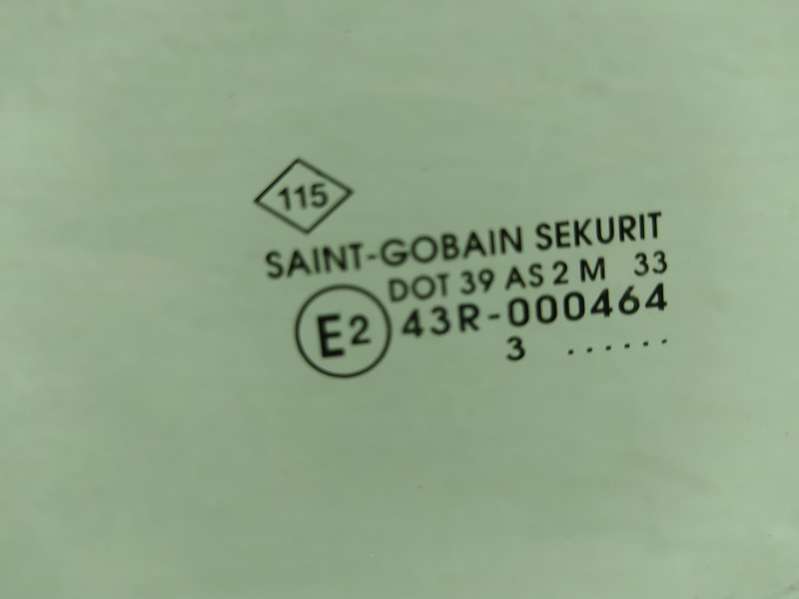 115
SAINT-GOBAIN SEKURIT
DOT 39 AS 2 M 33
E2 43R-000464
3 ......